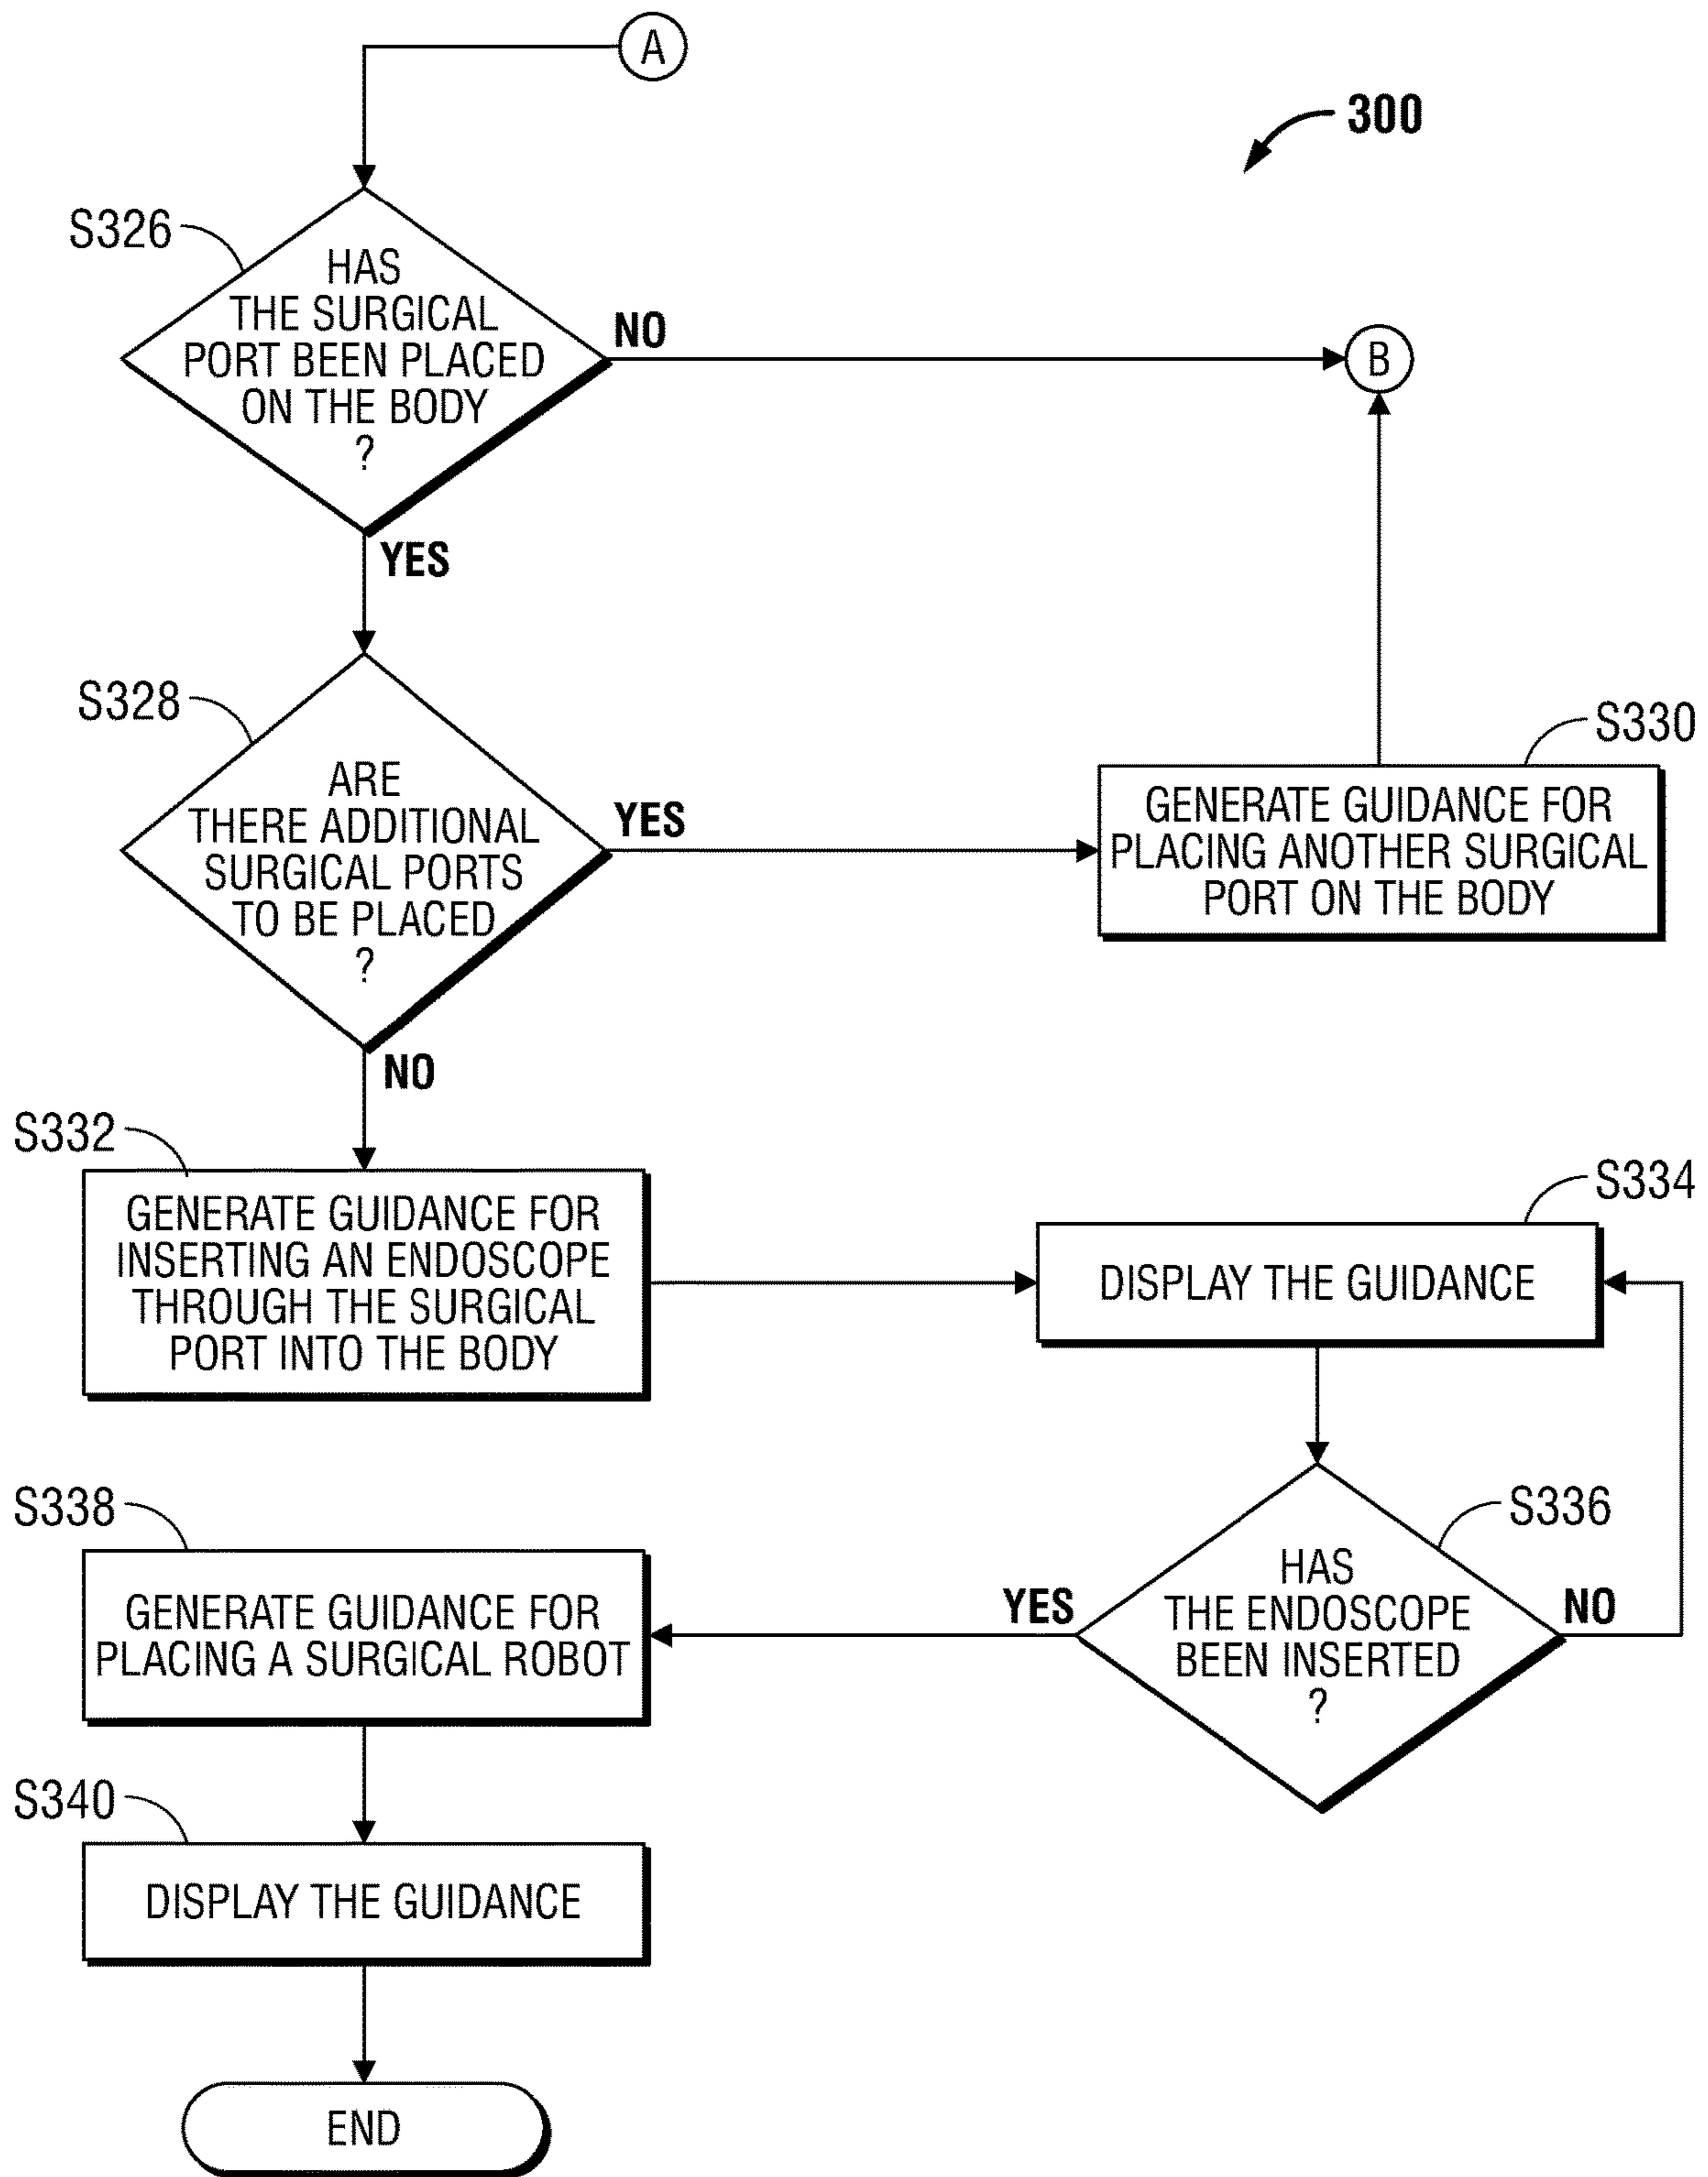 A
300
S326
HAS
THE SURGICAL
PORT BEEN PLACED
ON THE BODY
?
NO
B
YES
S328
ARE
THERE ADDITIONAL
SURGICAL PORTS
TO BE PLACED
?
YES
S330
GENERATE GUIDANCE FOR
PLACING ANOTHER SURGICAL
PORT ON THE BODY
NO
S332
GENERATE GUIDANCE FOR
INSERTING AN ENDOSCOPE
THROUGH THE SURGICAL
PORT INTO THE BODY
S334
DISPLAY THE GUIDANCE
S336
HAS
THE ENDOSCOPE
BEEN INSERTED
?
NO
YES
S338
GENERATE GUIDANCE FOR
PLACING A SURGICAL ROBOT
S340
DISPLAY THE GUIDANCE
END